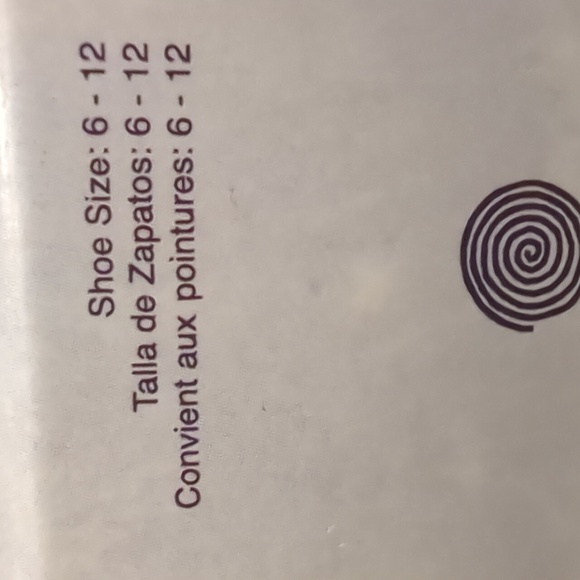 Shoe Size: 6 - 12
Talla de Zapatos: 6 - 12
Convient aux pointures: 6 - 12